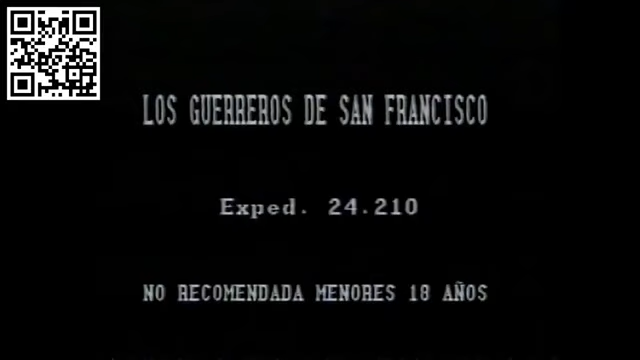 LOS GUERREROS DE SAN FRANCISCO
Exped. 24.210
NO RECOMENDADA MENORES 18 AÑOS